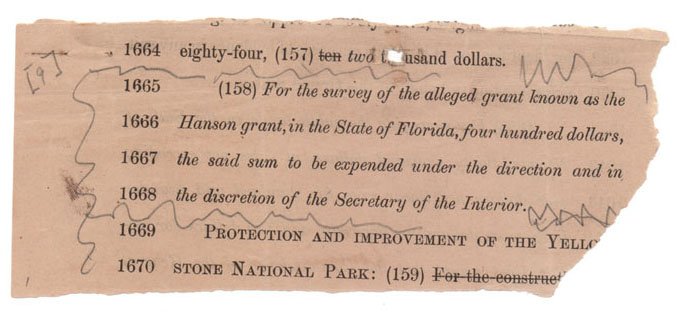 [9]
1664 eighty-four, (157) ten two usand dollars.
1665 (158) For the survey of the alleged grant known as the
1666 Hanson grant, in the State of Florida, four hundred dollars,
1667 the said sum to be expended under the direction and in
1668 the discretion of the Secretary of the Interior.
1669 PROTECTION AND IMPROVEMENT OF THE YELLO
1670 STONE NATIONAL PARK: (159) For the construct